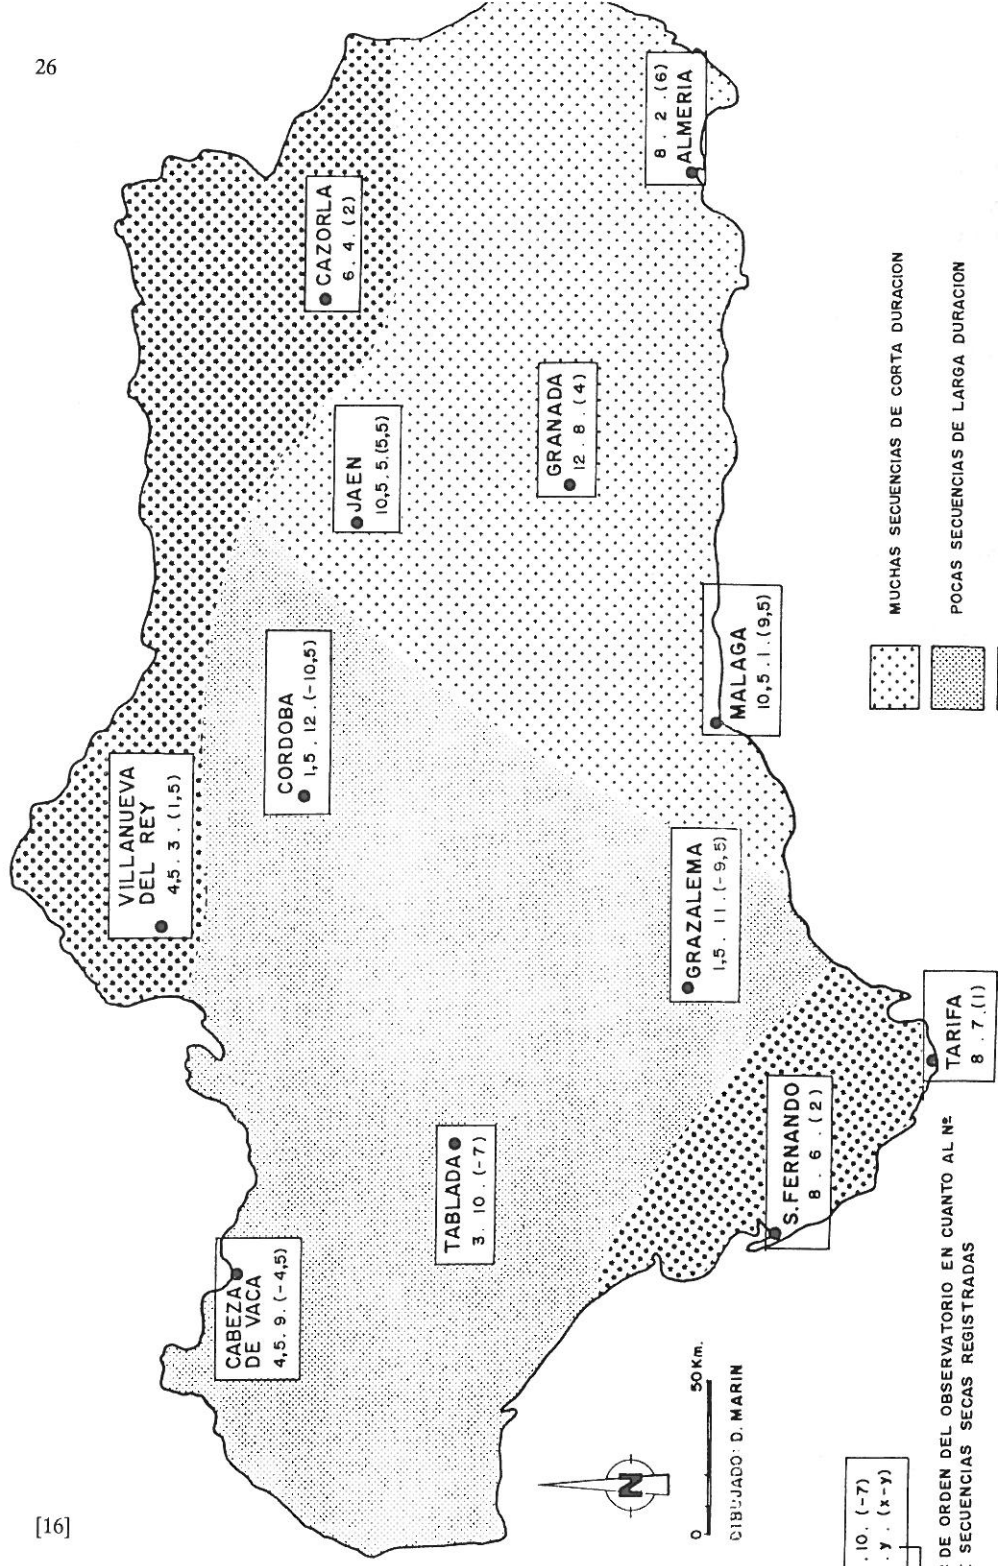 26
[16]
VILLANUEVA
DEL REY
4,5. 3 (1,5)
CAZORLA
6 4. (2)
CABEZA
DE VACA
4,5. 9. (-4,5)
CORDOBA
1,5. 12. (-10,5)
JAEN
10,5 5.(5,5)
TABLADA
3. 10. (-7)
GRANADA
12 8. (4)
ALMERIA
8 . 2 .(6)
GRAZALEMA
1,5. 11. (-9,5)
MALAGA
10,5. 1. (9,5)
S.FERNANDO
8 . 6 . (2)
TARIFA
8 . 7.(1)
N
0 50 Km.
DIBUJADO: D. MARIN
MUCHAS SECUENCIAS DE CORTA DURACION
POCAS SECUENCIAS DE LARGA DURACION
. 10. (-7)
. y . (x-y)
DE ORDEN DEL OBSERVATORIO EN CUANTO AL Nº
SECUENCIAS SECAS REGISTRADAS